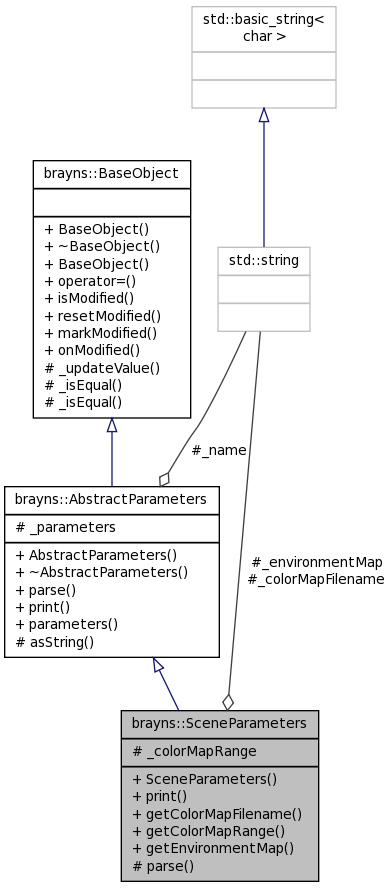 std::basic_string<
char >
brayns::BaseObject
+ BaseObject()
+ ~BaseObject()
+ BaseObject()
+ operator=()
+ isModified()
+ resetModified()
+ markModified()
+ onModified()
# _updateValue()
# _isEqual()
# _isEqual()
std::string
#_name
brayns::AbstractParameters
# _parameters
+ AbstractParameters()
+ ~AbstractParameters()
+ parse()
+ print()
+ parameters()
# asString()
#_environmentMap
#_colorMapFilename
brayns::SceneParameters
# _colorMapRange
+ SceneParameters()
+ print()
+ getColorMapFilename()
+ getColorMapRange()
+ getEnvironmentMap()
# parse()